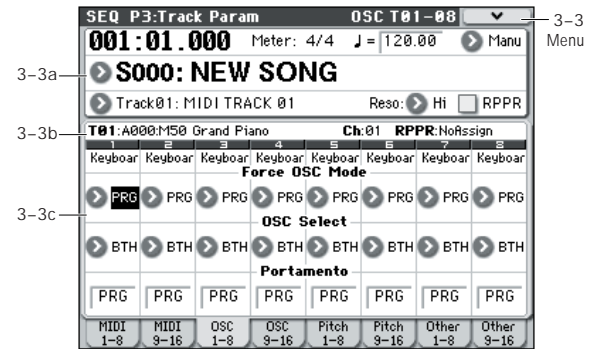 SEQ P3:Track Param OSC T01-08
3-3 Menu
001:01.000 Meter: 4/4 ♩= 120.00 Manu
3-3a
S000: NEW SONG
Track01: MIDI TRACK 01 Reso: Hi RPPR
3-3b
T01:A000:M50 Grand Piano Ch:01 RPPR:NoAssign
1 2 3 4 5 6 7 8
Keyboar Keyboar Keyboar Keyboar Keyboar Keyboar Keyboar Keyboar
Force OSC Mode
3-3c
PRG PRG PRG PRG PRG PRG PRG PRG
OSC Select
BTH BTH BTH BTH BTH BTH BTH BTH
Portamento
PRG PRG PRG PRG PRG PRG PRG PRG
MIDI 1-8 MIDI 9-16 OSC 1-8 OSC 9-16 Pitch 1-8 Pitch 9-16 Other 1-8 Other 9-16